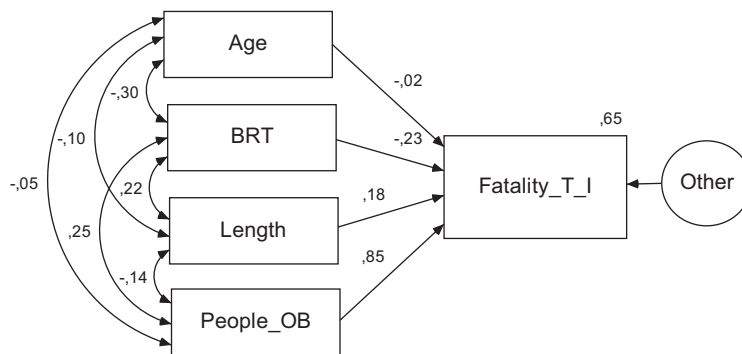 Age
-,02
,65
-,30
BRT
-,23
-,10
Fatality_T_I
Other
-,05
,22
,18
Length
,25
,85
-,14
People_OB